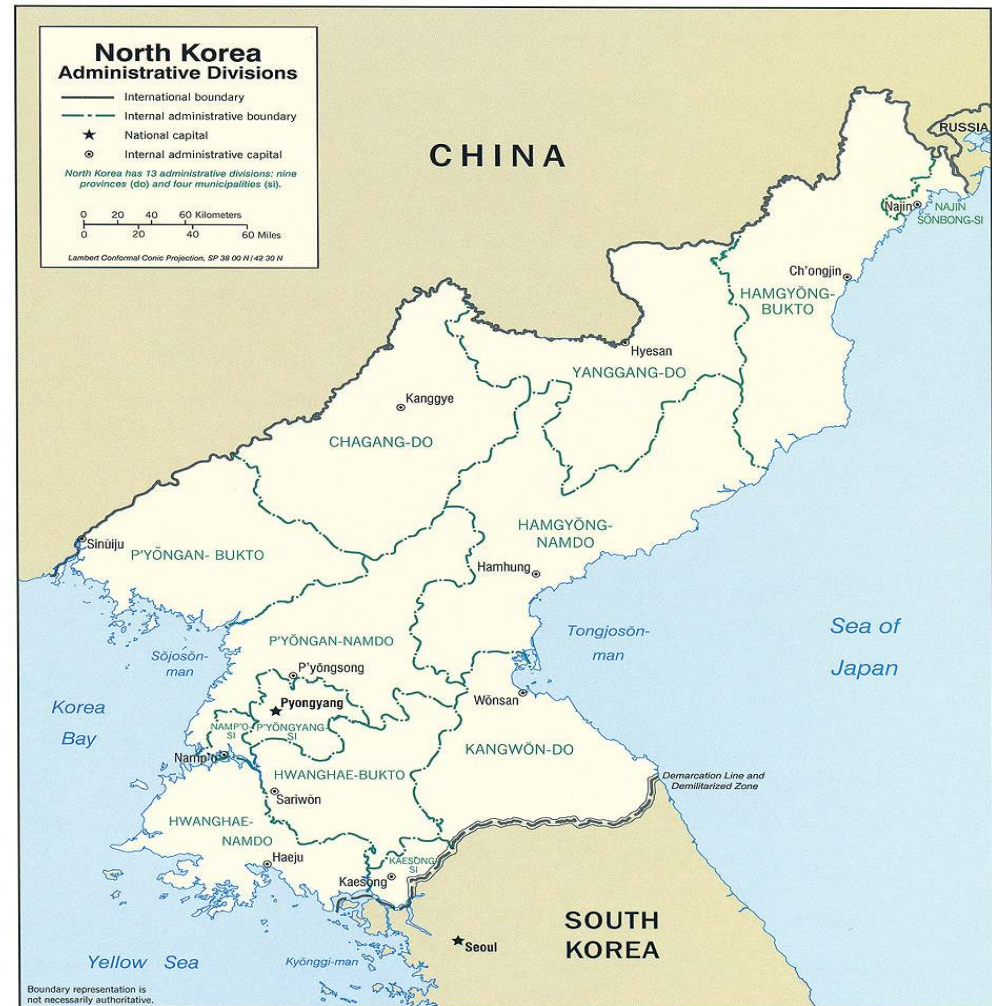 North Korea
Administrative Divisions
International boundary
Internal administrative boundary
National capital
Internal administrative capital
North Korea has 13 administrative divisions: nine
provinces (do) and four municipalities (si).
0 20 40 60 Kilometers
0 20 40 60 Miles
Lambert Conformal Conic Projection, SP 38 00 N / 42 30 N
CHINA
RUSSIA
Najin
NAJIN
SŎNBONG-SI
Ch'ongjin
HAMGYŎNG-
BUKTO
Hyesan
YANGGANG-DO
Kanggye
CHAGANG-DO
HAMGYŎNG-
NAMDO
Sinŭiju
P'YŎNGAN- BUKTO
Hamhung
P'YŎNGAN-NAMDO
Tongjosŏn-
man
Sea of
Japan
Sŏjosŏn-
man
P'yŏngsong
Pyongyang
Wŏnsan
Korea
Bay
NAMP'O-
SI
P'YŎNGYANG-
SI
KANGWŎN-DO
Namp'o
HWANGHAE-BUKTO
Demarcation Line and
Demilitarized Zone
Sariwŏn
HWANGHAE-
NAMDO
Haeju
KAESŎNG
SI
Kaesŏng
SOUTH
KOREA
Seoul
Yellow Sea
Kyŏnggi-man
Boundary representation is
not necessarily authoritative.